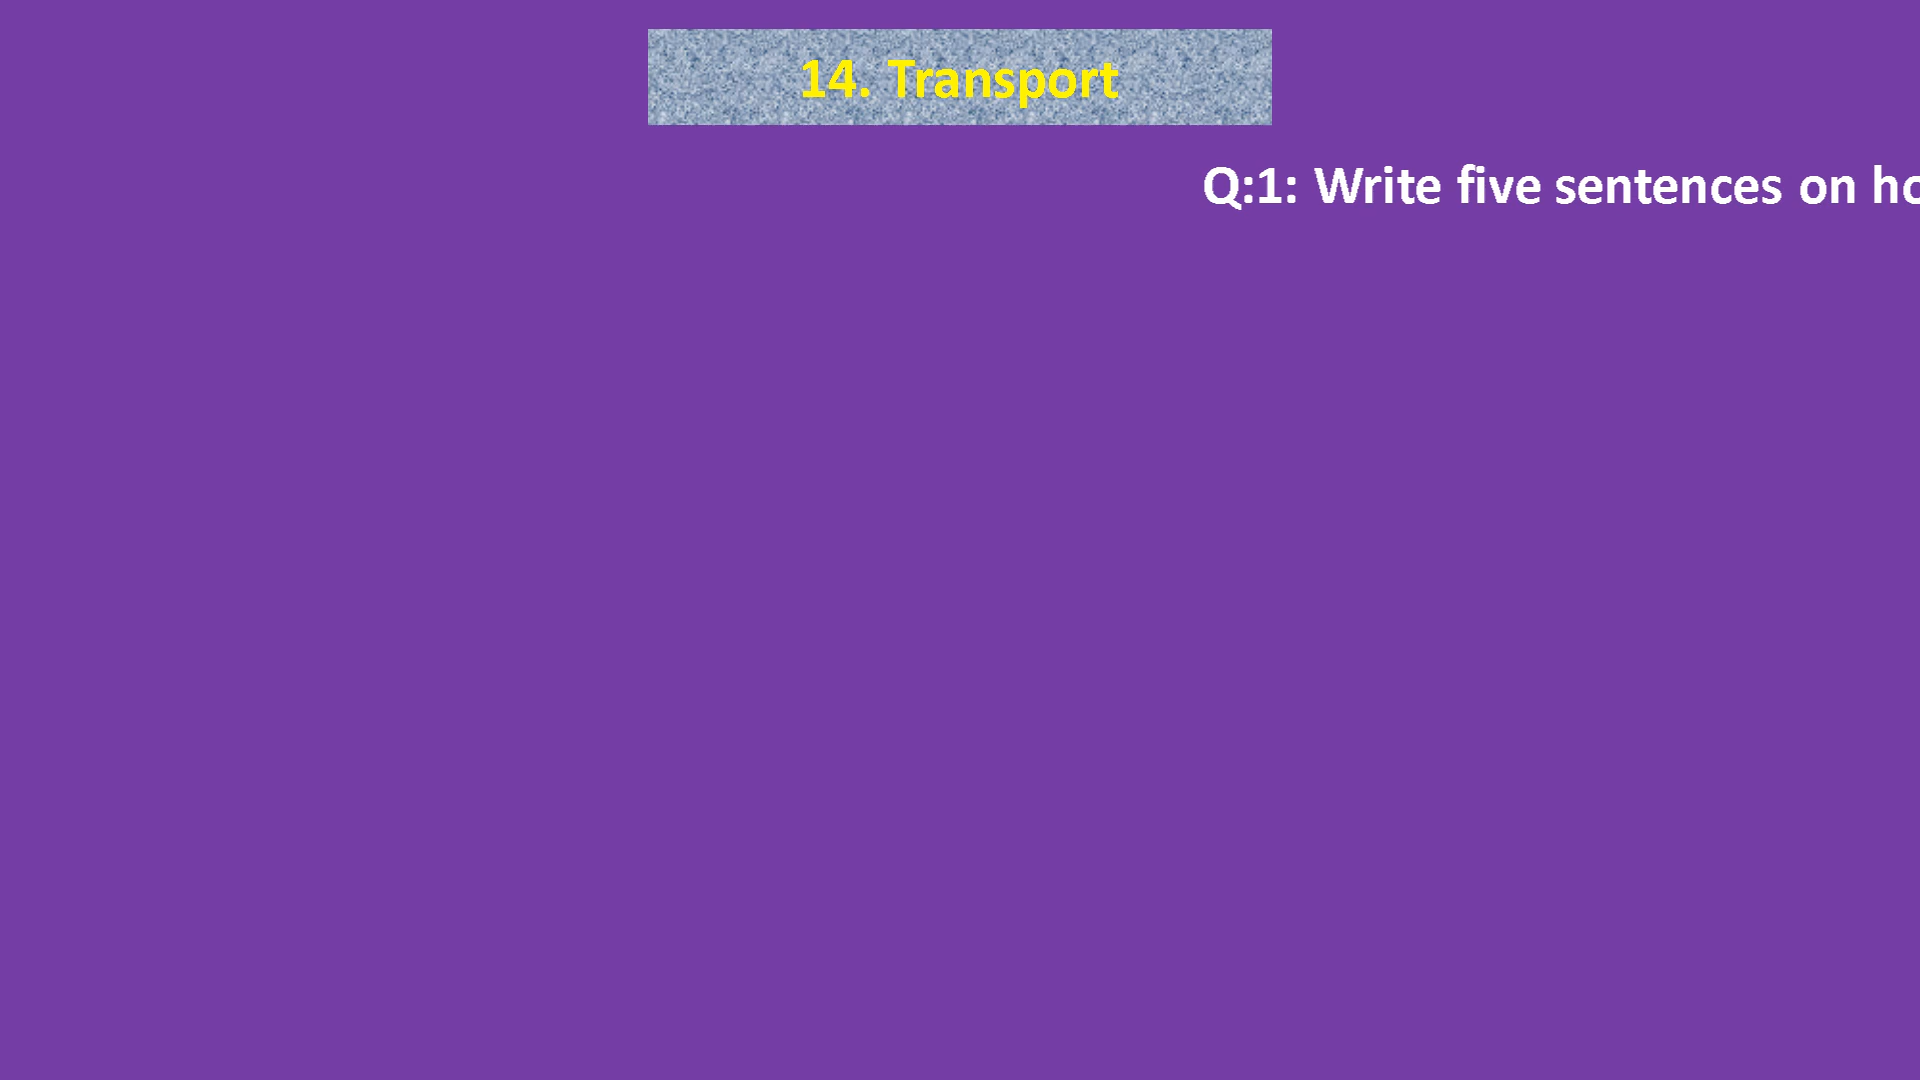 14. Transport
Q:1: Write five sentences on